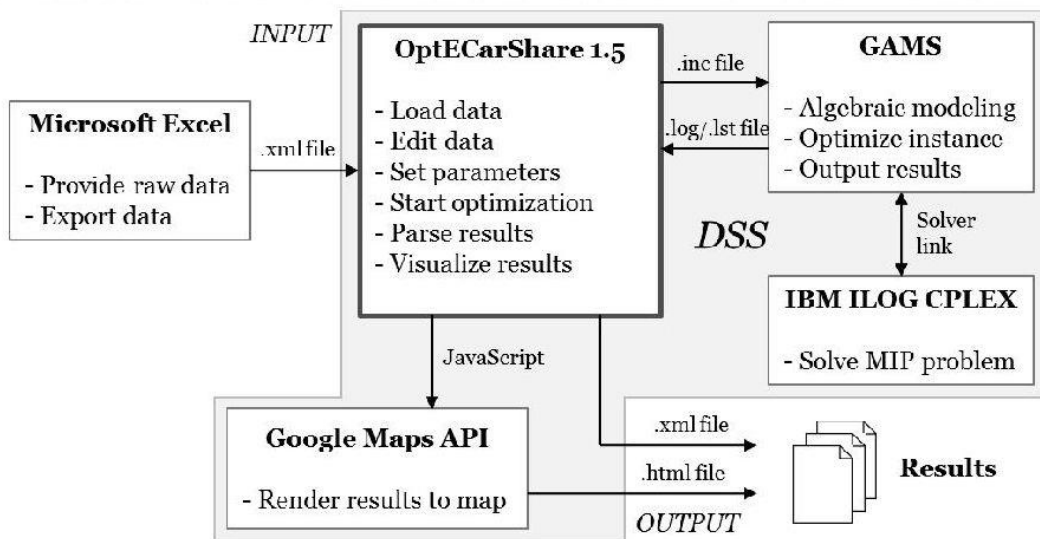 INPUT
Microsoft Excel
- Provide raw data
- Export data
.xml file
OptECarShare 1.5
- Load data
- Edit data
- Set parameters
- Start optimization
- Parse results
- Visualize results
.inc file
.log/.lst file
GAMS
- Algebraic modeling
- Optimize instance
- Output results
DSS
Solver
link
IBM ILOG CPLEX
- Solve MIP problem
JavaScript
Google Maps API
- Render results to map
.xml file
.html file
Results
OUTPUT